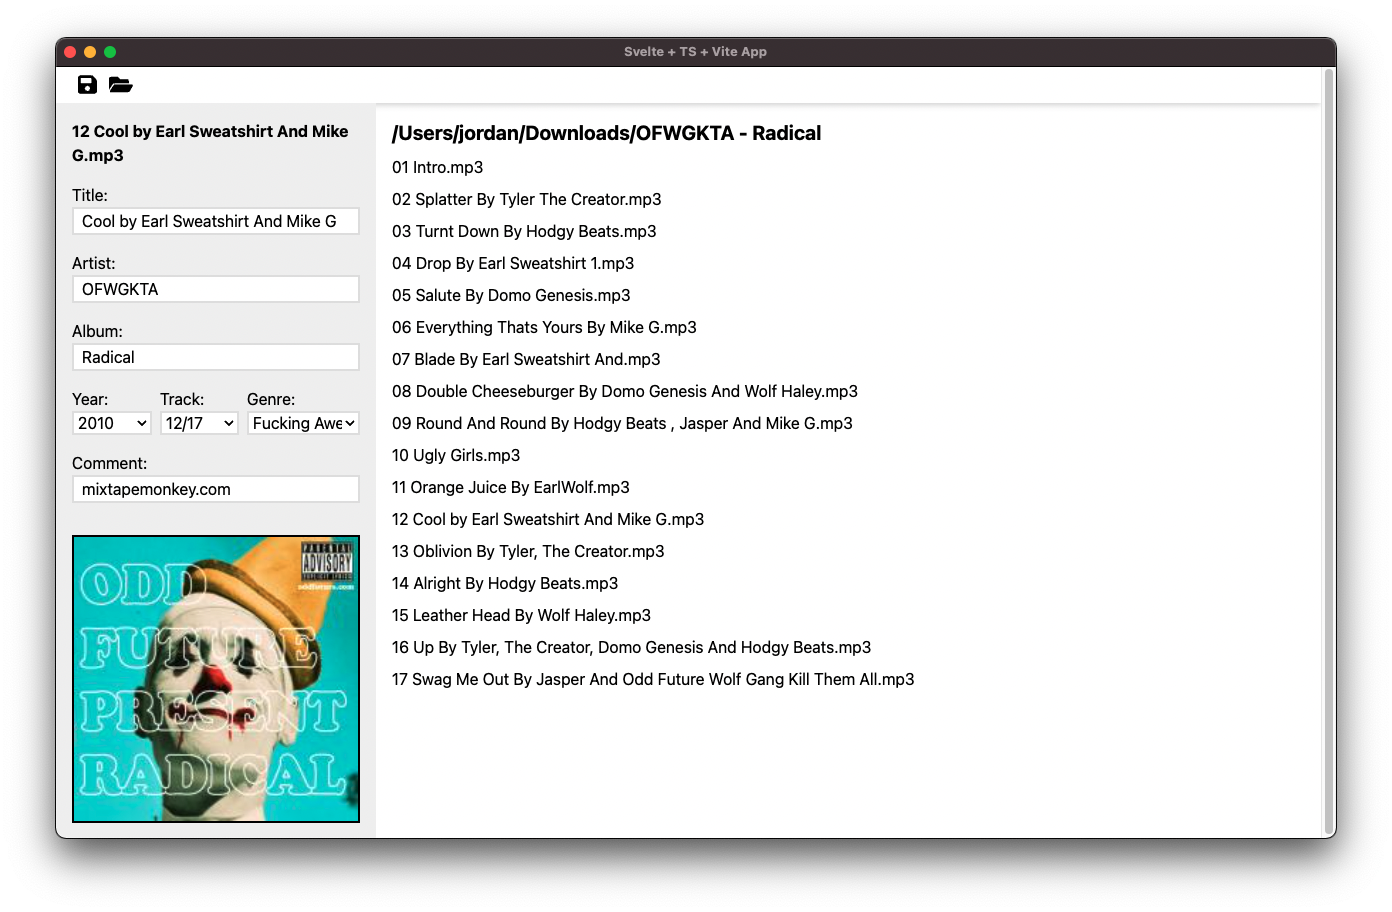 Svelte + TS + Vite App
12 Cool by Earl Sweatshirt And Mike
G.mp3
Title:
Cool by Earl Sweatshirt And Mike G
Artist:
OFWGKTA
Album:
Radical
Year:
Track:
Genre:
2010
12/17
Fucking Awe
Comment:
mixtapemonkey.com
PARENTAL
ADVISORY
EXPLICIT LYRICS
oddfuture.com
ODD
FUTURE
PRESENT
RADICAL
/Users/jordan/Downloads/OFWGKTA - Radical
01 Intro.mp3
02 Splatter By Tyler The Creator.mp3
03 Turnt Down By Hodgy Beats.mp3
04 Drop By Earl Sweatshirt 1.mp3
05 Salute By Domo Genesis.mp3
06 Everything Thats Yours By Mike G.mp3
07 Blade By Earl Sweatshirt And.mp3
08 Double Cheeseburger By Domo Genesis And Wolf Haley.mp3
09 Round And Round By Hodgy Beats , Jasper And Mike G.mp3
10 Ugly Girls.mp3
11 Orange Juice By EarlWolf.mp3
12 Cool by Earl Sweatshirt And Mike G.mp3
13 Oblivion By Tyler, The Creator.mp3
14 Alright By Hodgy Beats.mp3
15 Leather Head By Wolf Haley.mp3
16 Up By Tyler, The Creator, Domo Genesis And Hodgy Beats.mp3
17 Swag Me Out By Jasper And Odd Future Wolf Gang Kill Them All.mp3